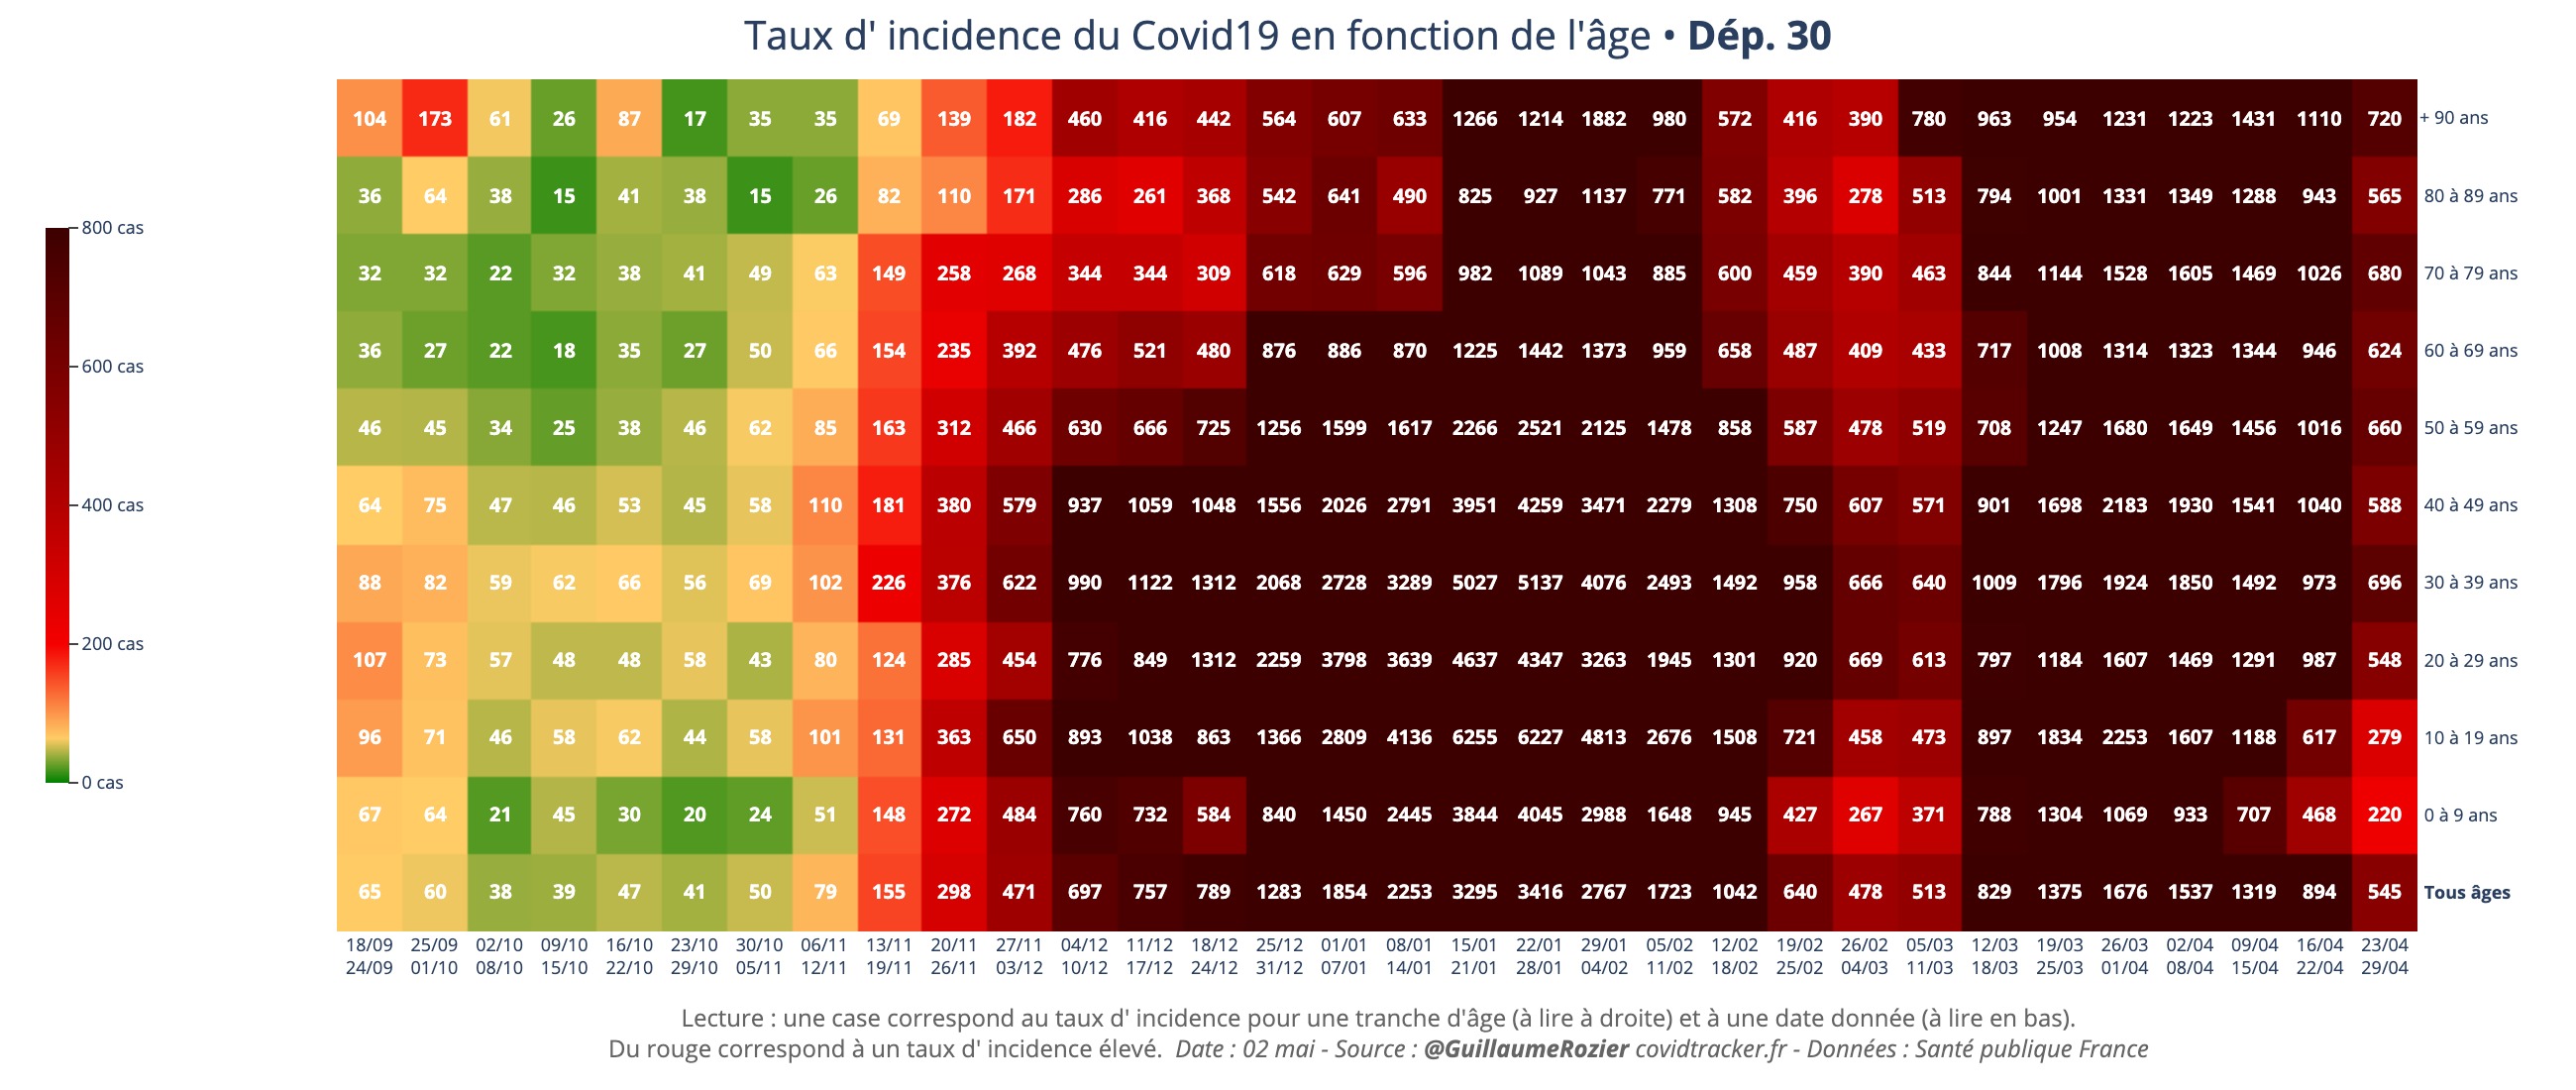 Taux d' incidence du Covid19 en fonction de l'âge • Dép. 30
800 cas
600 cas
400 cas
200 cas
0 cas
104 173 61 26 87 17 35 35 69 139 182 460 416 442 564 607 633 1266 1214 1882 980 572 416 390 780 963 954 1231 1223 1431 1110 720 + 90 ans
36 64 38 15 41 38 15 26 82 110 171 286 261 368 542 641 490 825 927 1137 771 582 396 278 513 794 1001 1331 1349 1288 943 565 80 à 89 ans
32 32 22 32 38 41 49 63 149 258 268 344 344 309 618 629 596 982 1089 1043 885 600 459 390 463 844 1144 1528 1605 1469 1026 680 70 à 79 ans
36 27 22 18 35 27 50 66 154 235 392 476 521 480 876 886 870 1225 1442 1373 959 658 487 409 433 717 1008 1314 1323 1344 946 624 60 à 69 ans
46 45 34 25 38 46 62 85 163 312 466 630 666 725 1256 1599 1617 2266 2521 2125 1478 858 587 478 519 708 1247 1680 1649 1456 1016 660 50 à 59 ans
64 75 47 46 53 45 58 110 181 380 579 937 1059 1048 1556 2026 2791 3951 4259 3471 2279 1308 750 607 571 901 1698 2183 1930 1541 1040 588 40 à 49 ans
88 82 59 62 66 56 69 102 226 376 622 990 1122 1312 2068 2728 3289 5027 5137 4076 2493 1492 958 666 640 1009 1796 1924 1850 1492 973 696 30 à 39 ans
107 73 57 48 48 58 43 80 124 285 454 776 849 1312 2259 3798 3639 4637 4347 3263 1945 1301 920 669 613 797 1184 1607 1469 1291 987 548 20 à 29 ans
96 71 46 58 62 44 58 101 131 363 650 893 1038 863 1366 2809 4136 6255 6227 4813 2676 1508 721 458 473 897 1834 2253 1607 1188 617 279 10 à 19 ans
67 64 21 45 30 20 24 51 148 272 484 760 732 584 840 1450 2445 3844 4045 2988 1648 945 427 267 371 788 1304 1069 933 707 468 220 0 à 9 ans
65 60 38 39 47 41 50 79 155 298 471 697 757 789 1283 1854 2253 3295 3416 2767 1723 1042 640 478 513 829 1375 1676 1537 1319 894 545 Tous âges
18/09 25/09 02/10 09/10 16/10 23/10 30/10 06/11 13/11 20/11 27/11 04/12 11/12 18/12 25/12 01/01 08/01 15/01 22/01 29/01 05/02 12/02 19/02 26/02 05/03 12/03 19/03 26/03 02/04 09/04 16/04 23/04
24/09 01/10 08/10 15/10 22/10 29/10 05/11 12/11 19/11 26/11 03/12 10/12 17/12 24/12 31/12 07/01 14/01 21/01 28/01 04/02 11/02 18/02 25/02 04/03 11/03 18/03 25/03 01/04 08/04 15/04 22/04 29/04
Lecture : une case correspond au taux d' incidence pour une tranche d'âge (à lire à droite) et à une date donnée (à lire en bas).
Du rouge correspond à un taux d' incidence élevé. Date : 02 mai - Source : @GuillaumeRozier covidtracker.fr - Données : Santé publique France